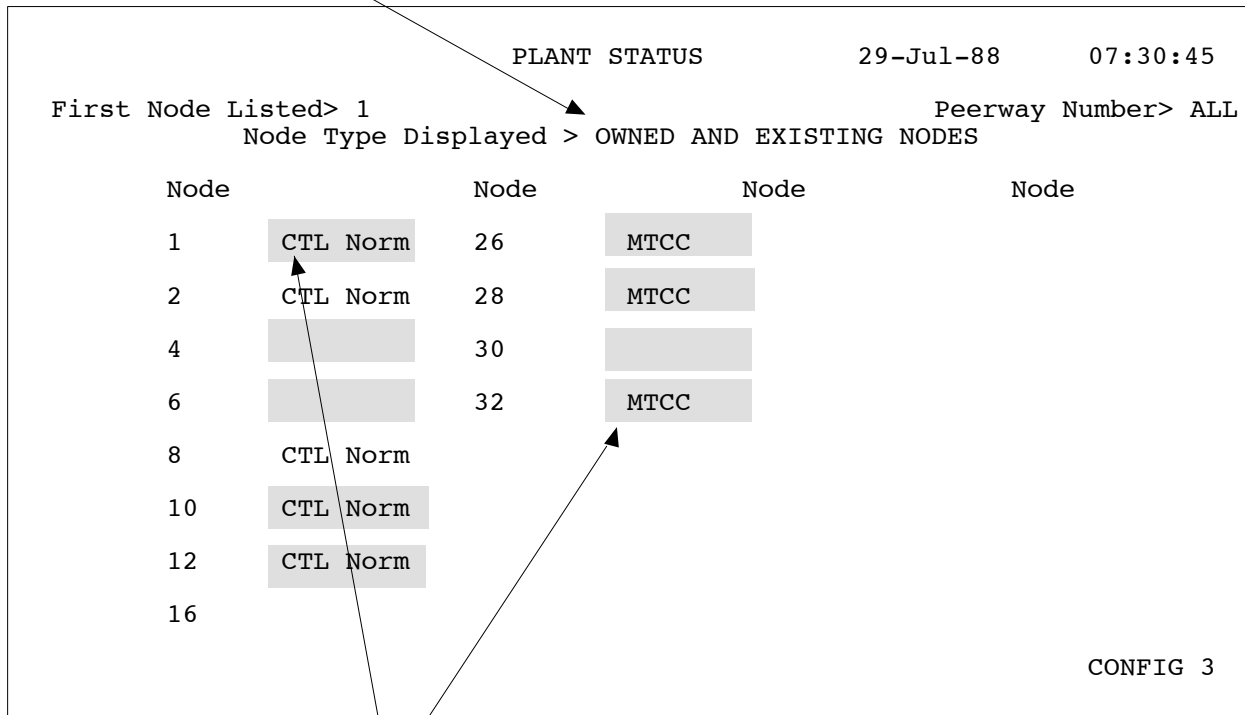 PLANT STATUS 29-Jul-88 07:30:45
First Node Listed> 1 Peerway Number> ALL
Node Type Displayed > OWNED AND EXISTING NODES
Node Node Node Node
1 CTL Norm 26 MTCC
2 CTL Norm 28 MTCC
4 30
6 32 MTCC
8 CTL Norm
10 CTL Norm
12 CTL Norm
16
CONFIG 3